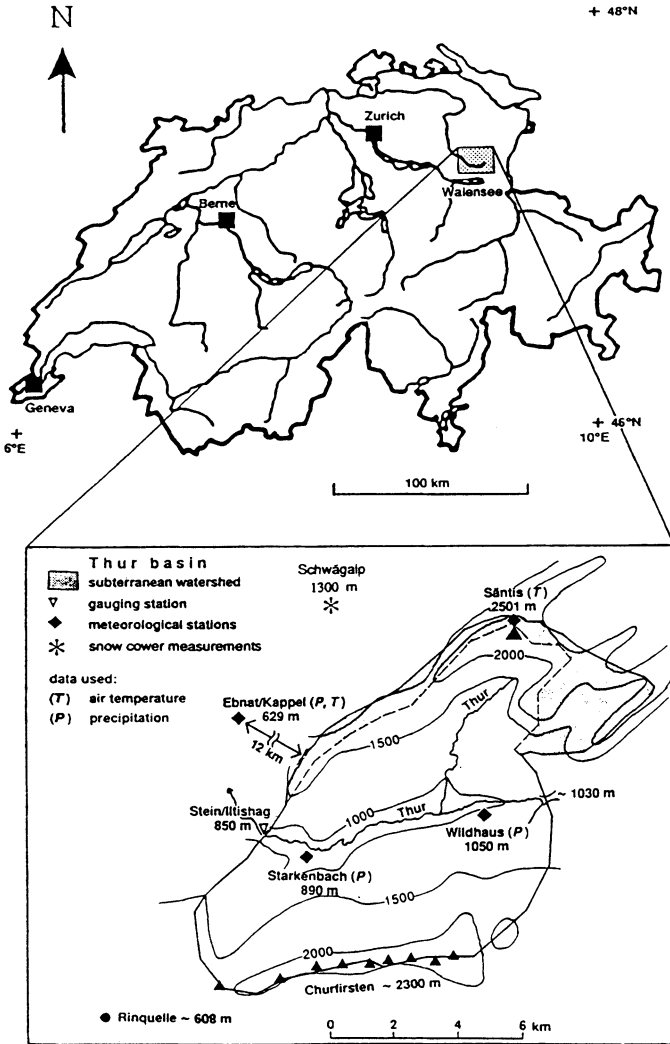 N
+ 48°N
Zurich
Walensee
Berne
Geneva
+
6°E
+ 46°N
10°E
100 km
Thur basin
subterranean watershed
gauging station
meteorological stations
snow cower measurements
data used:
(T) air temperature
(P) precipitation
Schwägalp
1300 m
Säntis (T)
2501 m
2000
Ebnat/Kappel (P, T)
629 m
12 km
1500
Thur
Stein/Iltishag
850 m
1000
Thur
~ 1030 m
Wildhaus (P)
1050 m
Starkenbach (P)
890 m
1500
2000
Churfirsten ~ 2300 m
Rinquelle ~ 608 m
0 2 4 6 km